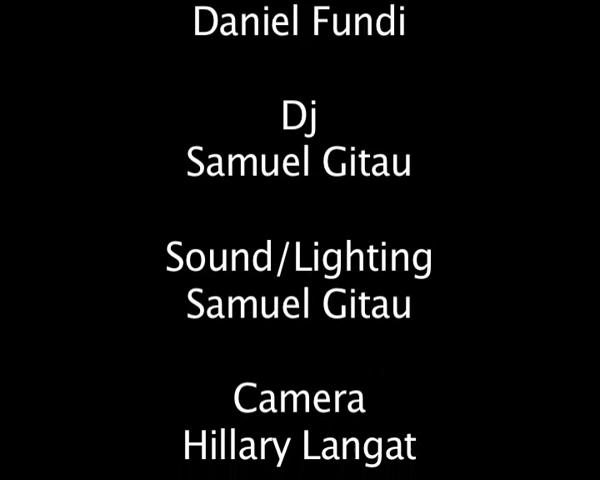 Daniel Fundi
Dj
Samuel Gitau
Sound/Lighting
Samuel Gitau
Camera
Hillary Langat